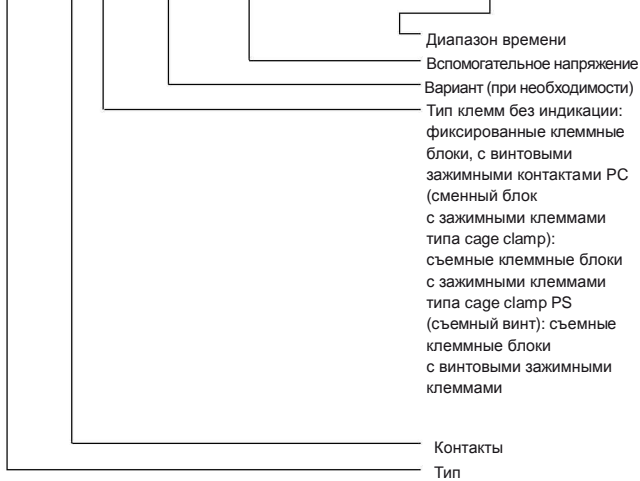 Диапазон времени
Вспомогательное напряжение
Вариант (при необходимости)
Тип клемм без индикации:
фиксированные клеммные
блоки, с винтовыми
зажимными контактами PC
(сменный блок
с зажимными клеммами
типа cage clamp):
съемные клеммные блоки
с зажимными клеммами
типа cage clamp PS
(съемный винт): съемные
клеммные блоки
с винтовыми зажимными
клеммами
Контакты
Тип